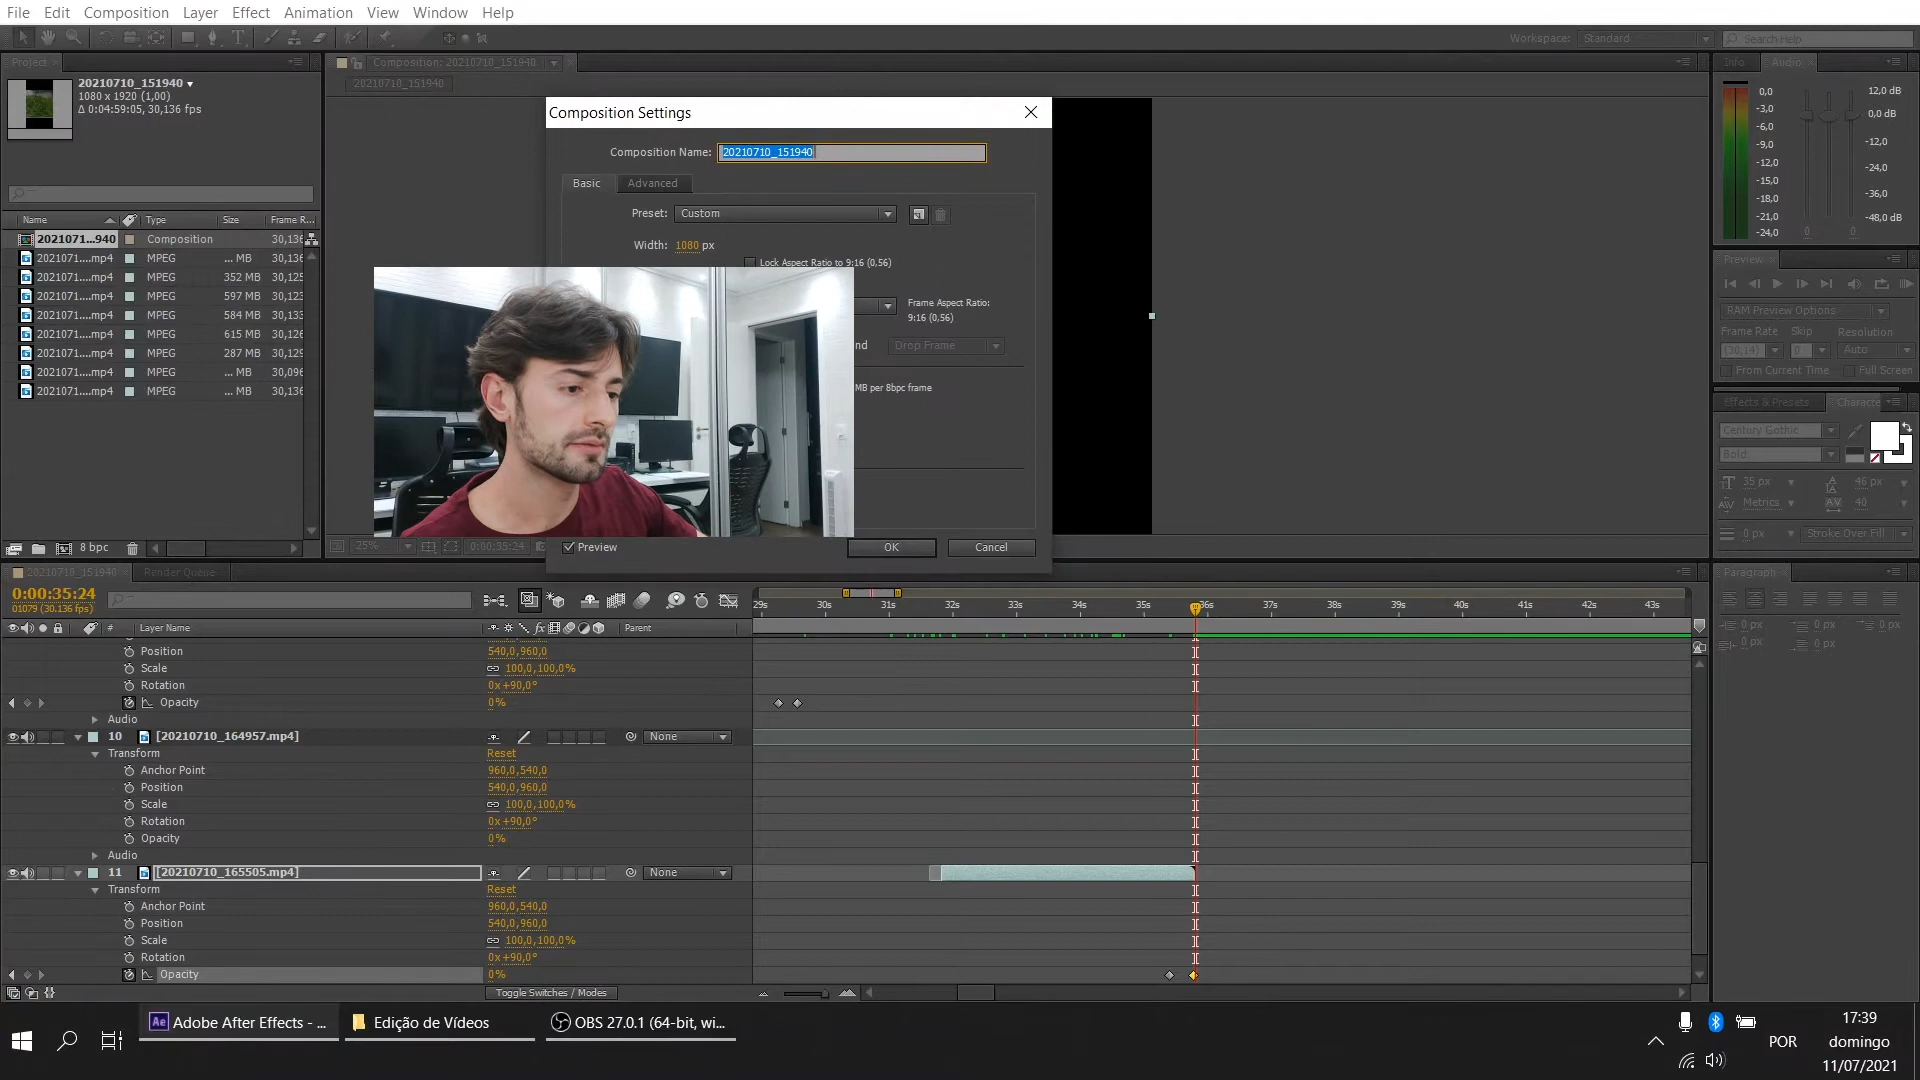 File Edit Composition Layer Effect Animation View Window Help
Workspace: Standard Search Help
Project
20210710_151940
1080 x 1920 (1,00)
Δ 0:04:59:05, 30,136 fps
Name Type Size Frame R...
2021071...940 Composition 30,136
2021071....mp4 MPEG ... MB 30,136
2021071....mp4 MPEG 352 MB 30,125
2021071....mp4 MPEG 597 MB 30,123
2021071....mp4 MPEG 584 MB 30,133
2021071....mp4 MPEG 615 MB 30,126
2021071....mp4 MPEG 287 MB 30,129
2021071....mp4 MPEG ... MB 30,096
2021071....mp4 MPEG ... MB 30,136
8 bpc
Composition: 20210710_151940
20210710_151940
Composition Settings
Composition Name: 20210710_151940
Basic Advanced
Preset: Custom
Width: 1080 px
Lock Aspect Ratio to 9:16 (0,56)
Frame Aspect Ratio:
9:16 (0,56)
nd Drop Frame
MB per 8bpc frame
Preview OK Cancel
25% 0:00:35:24
Info Audio
0,0 12,0 dB
-3,0 0,0 dB
-6,0
-9,0 -12,0
-12,0 -24,0
-15,0
-18,0 -36,0
-21,0 -48,0 dB
-24,0 0 0
Preview
RAM Preview Options
Frame Rate Skip Resolution
(30,14) 0 Auto
From Current Time Full Screen
Effects & Presets Characte
Century Gothic
Bold
35 px 46 px
Metrics 40
0 px Stroke Over Fill
Paragraph
0 px 0 px 0 px
0 px 0 px
20210710_151940 Render Queue
0:00:35:24
01079 (30.136 fps)
# Layer Name Parent
29s 30s 31s 32s 33s 34s 35s 36s 37s 38s 39s 40s 41s 42s 43s
Position 540,0,960,0
Scale 100,0,100,0%
Rotation 0x+90,0°
Opacity 0%
Audio
10 [20210710_164957.mp4] None
Transform Reset
Anchor Point 960,0,540,0
Position 540,0,960,0
Scale 100,0,100,0%
Rotation 0x+90,0°
Opacity 0%
Audio
11 [20210710_165505.mp4] None
Transform Reset
Anchor Point 960,0,540,0
Position 540,0,960,0
Scale 100,0,100,0%
Rotation 0x+90,0°
Opacity 0%
Toggle Switches / Modes
Ae Adobe After Effects - ... Edição de Vídeos OBS 27.0.1 (64-bit, wi...
POR
17:39
domingo
11/07/2021